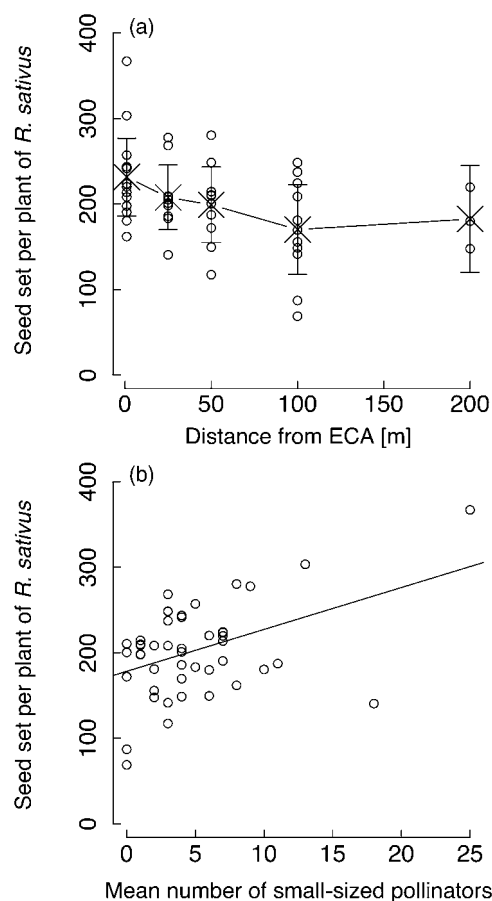 (a)
Seed set per plant of R. sativus
400
300
200
100
0
0 50 100 150 200
Distance from ECA [m]
(b)
Seed set per plant of R. sativus
400
300
200
100
0
0 5 10 15 20 25
Mean number of small-sized pollinators